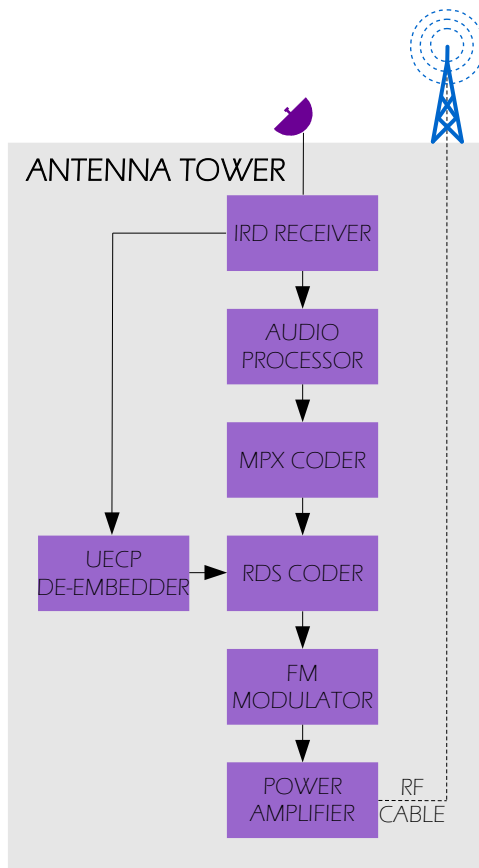 ANTENNA TOWER
IRD RECEIVER
AUDIO
PROCESSOR
MPX CODER
UECP
DE-EMBEDDER
RDS CODER
FM
MODULATOR
POWER
AMPLIFIER
RF
CABLE